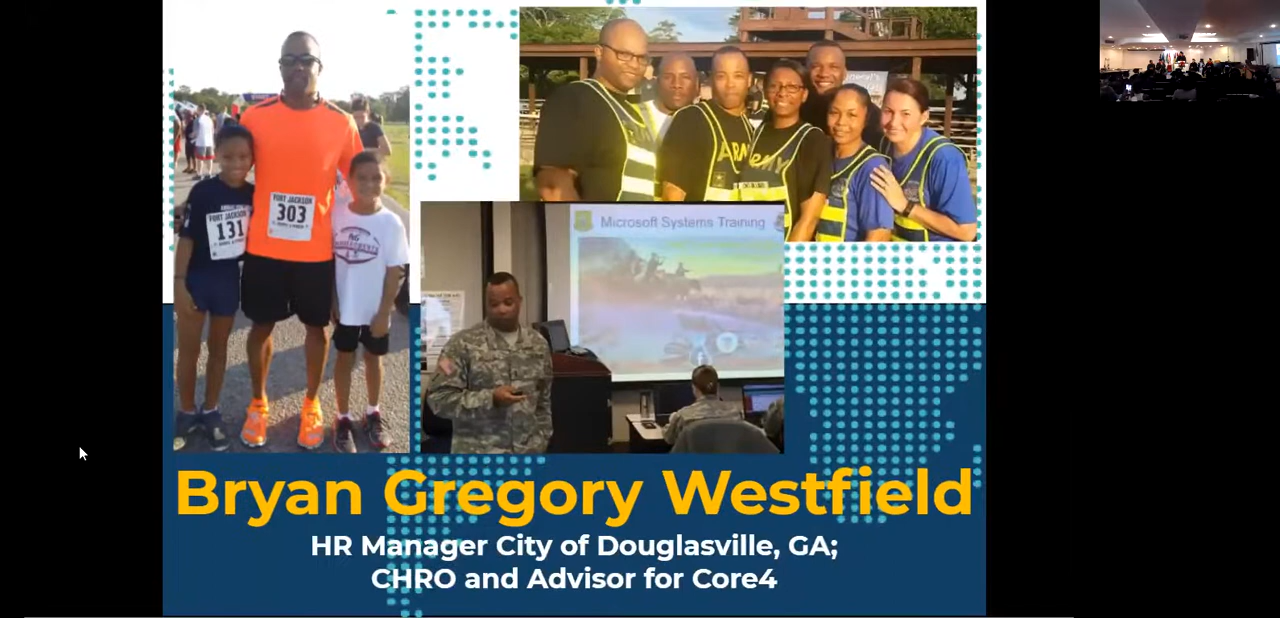 FORT JACKSON
131
FORT JACKSON
303
ARMY
Microsoft Systems Training
Bryan Gregory Westfield
HR Manager City of Douglasville, GA;
CHRO and Advisor for Core4